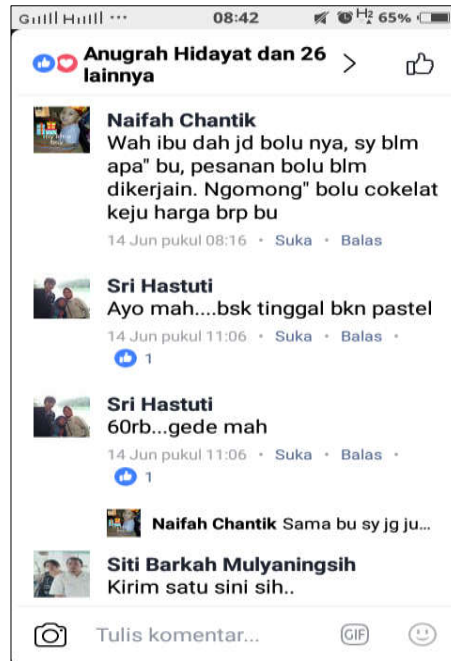 GııİİI HııİİI ••• 08:42 H2 65%
Anugrah Hidayat dan 26
lainnya
Naifah Chantik
Wah ibu dah jd bolu nya, sy blm
apa" bu, pesanan bolu blm
dikerjain. Ngomong" bolu cokelat
keju harga brp bu
14 Jun pukul 08:16 • Suka • Balas
Sri Hastuti
Ayo mah....bsk tinggal bkn pastel
14 Jun pukul 11:06 • Suka • Balas •
1
Sri Hastuti
60rb...gede mah
14 Jun pukul 11:06 • Suka • Balas •
1
Naifah Chantik Sama bu sy jg ju...
Siti Barkah Mulyaningsih
Kirim satu sini sih..
Tulis komentar... GIF